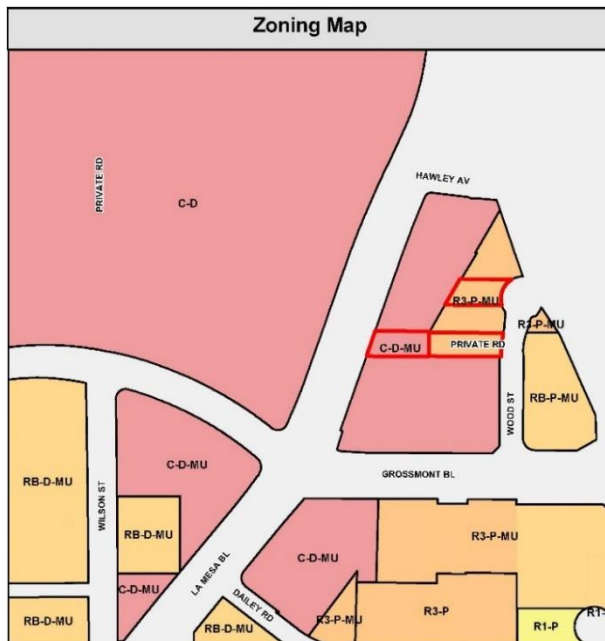 Zoning Map
HAWLEY AV
PRIVATE RD
C-D
R3-P-MU
R3-P-MU
C-D-MU
PRIVATE RD
RB-P-MU
WOOD ST
C-D-MU
GROSSMONT BL
RB-D-MU
WILSON ST
RB-D-MU
R3-P-MU
LA MESA BL
C-D-MU
C-D-MU
DAILEY RD
RB-D-MU
RB-D-MU
R3-P-MU
R3-P
R1-P
R1-